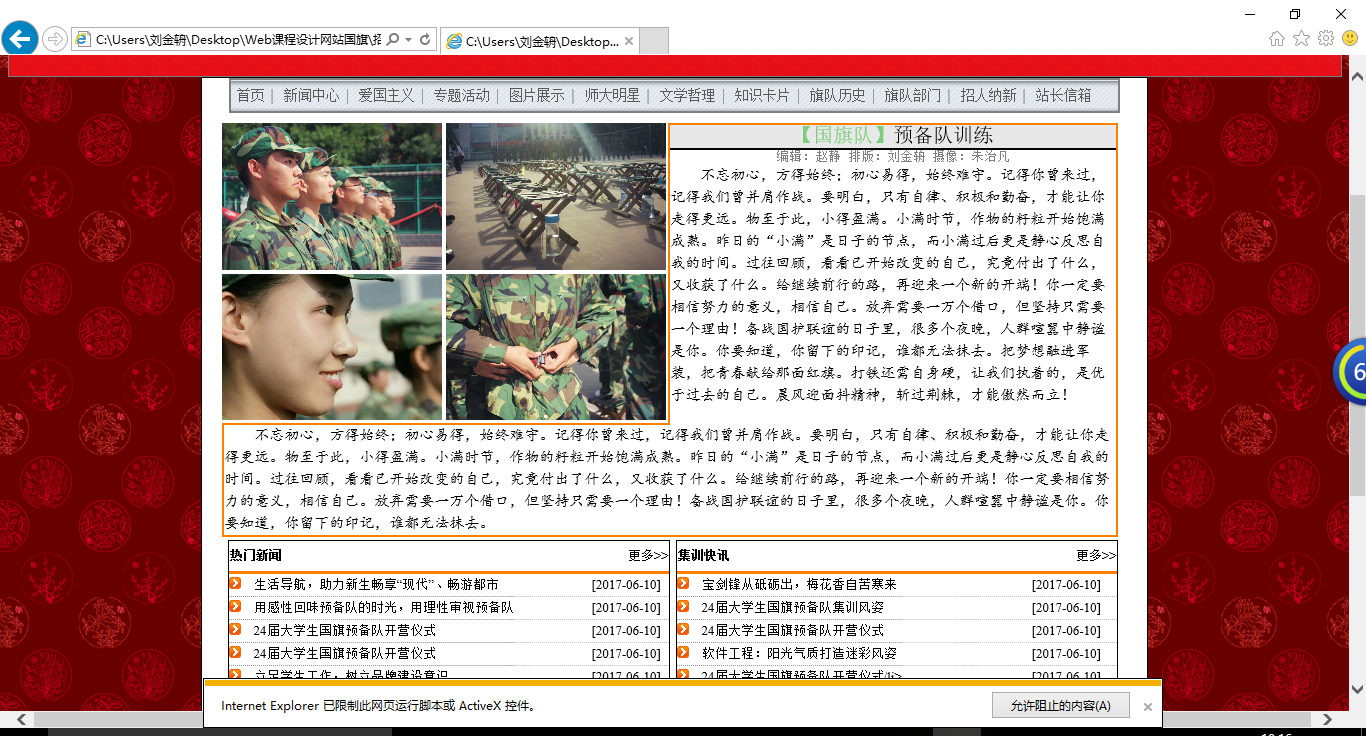 C:\Users\刘金轺\Desktop\Web课程设计网站国旗\招
C:\Users\刘金轺\Desktop...
首页 | 新闻中心 | 爱国主义 | 专题活动 | 图片展示 | 师大明星 | 文学哲理 | 知识卡片 | 旗队历史 | 旗队部门 | 招人纳新 | 站长信箱
【国旗队】预备队训练
编辑：赵静 排版：刘金轺 摄像：朱治凡
不忘初心，方得始终；初心易得，始终难守。记得你曾来过，
记得我们曾并肩作战。要明白，只有自律、积极和勤奋，才能让你
走得更远。物至于此，小得盈满。小满时节，作物的籽粒开始饱满
成熟。昨日的“小满”是日子的节点，而小满过后更是静心反思自
我的时间。过往回顾，看看已开始改变的自己，究竟付出了什么，
又收获了什么。给继续前行的路，再迎来一个新的开端！你一定要
相信努力的意义，相信自己。放弃需要一万个借口，但坚持只需要
一个理由！备战国护联谊的日子里，很多个夜晚，人群喧嚣中静谧
是你。你要知道，你留下的印记，谁都无法抹去。把梦想融进军
装，把青春献给那面红旗。打铁还需自身硬，让我们执着的，是优
于过去的自己。晨风迎面抖精神，斩过荆棘，才能傲然而立！
不忘初心，方得始终；初心易得，始终难守。记得你曾来过，记得我们曾并肩作战。要明白，只有自律、积极和勤奋，才能让你走
得更远。物至于此，小得盈满。小满时节，作物的籽粒开始饱满成熟。昨日的“小满”是日子的节点，而小满过后更是静心反思自我的
时间。过往回顾，看看已开始改变的自己，究竟付出了什么，又收获了什么。给继续前行的路，再迎来一个新的开端！你一定要相信努
力的意义，相信自己。放弃需要一万个借口，但坚持只需要一个理由！备战国护联谊的日子里，很多个夜晚，人群喧嚣中静谧是你。你
要知道，你留下的印记，谁都无法抹去。
热门新闻 更多>>
生活导航，助力新生畅享“现代”、畅游都市 [2017-06-10]
用感性回味预备队的时光，用理性审视预备队 [2017-06-10]
24届大学生国旗预备队开营仪式 [2017-06-10]
24届大学生国旗预备队开营仪式 [2017-06-10]
立足学生工作，树立品牌建设意识 [2017-06-10]
集训快讯 更多>>
宝剑锋从砥砺出，梅花香自苦寒来 [2017-06-10]
24届大学生国旗预备队集训风姿 [2017-06-10]
24届大学生国旗预备队开营仪式 [2017-06-10]
软件工程：阳光气质打造迷彩风姿 [2017-06-10]
24届大学生国旗预备队开营仪式/li> [2017-06-10]
Internet Explorer 已限制此网页运行脚本或 ActiveX 控件。
允许阻止的内容(A)
6